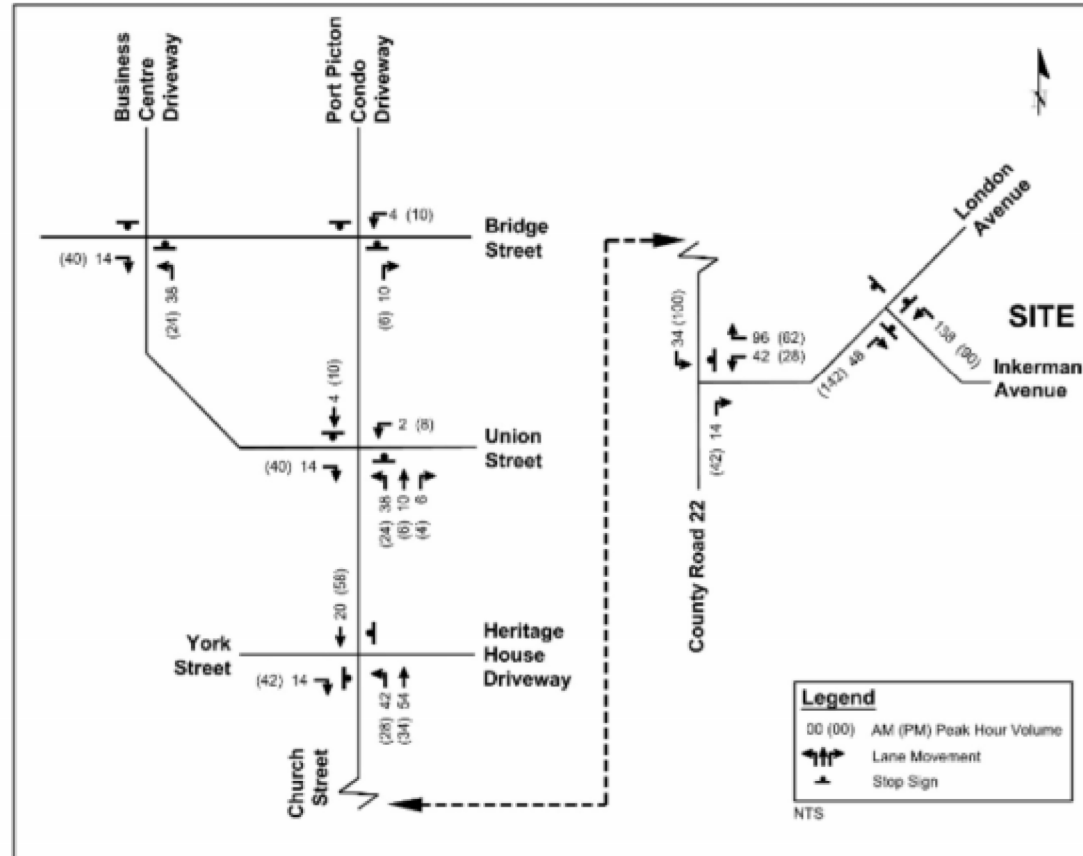 Business
Centre
Driveway
Port Picton
Condo
Driveway
N
4 (10)
Bridge
Street
(40) 14
(24) 38
(6) 10
4 (10)
2 (8)
Union
Street
(40) 14
(24) 38
(6) 10
(4) 6
20 (58)
York
Street
Heritage
House
Driveway
(42) 14
(28) 42
(34) 54
Church
Street
34 (100)
96 (62)
42 (28)
(42) 14
County Road 22
London
Avenue
138 (90)
(142) 48
SITE
Inkerman
Avenue
Legend
00 (00) AM (PM) Peak Hour Volume
Lane Movement
Stop Sign
NTS